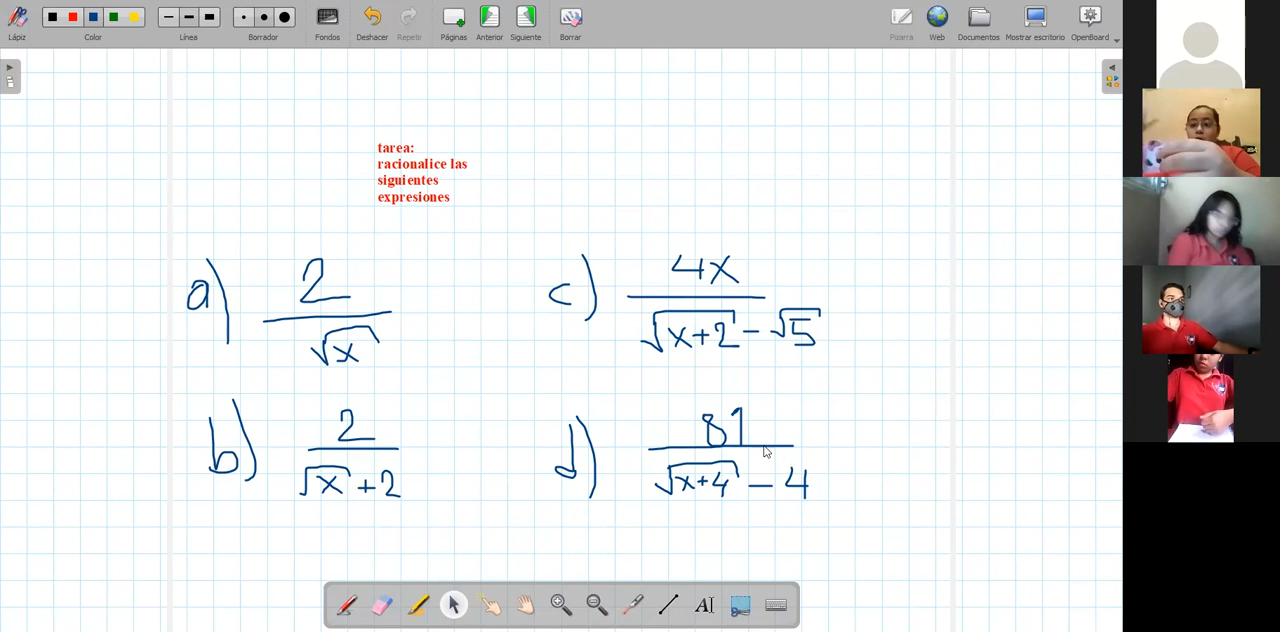 Lápiz
Color
Línea
Borrador
Fondos
Deshacer
Repetir
Páginas
Anterior
Siguiente
Borrar
Pizarra
Web
Documentos
Mostrar escritorio
OpenBoard
tarea:
racionalice las
siguientes
expresiones
a) 2 / √x
b) 2 / (√x + 2)
c) 4x / (√(x+2) - √5)
d) 81 / (√(x+4) - 4)